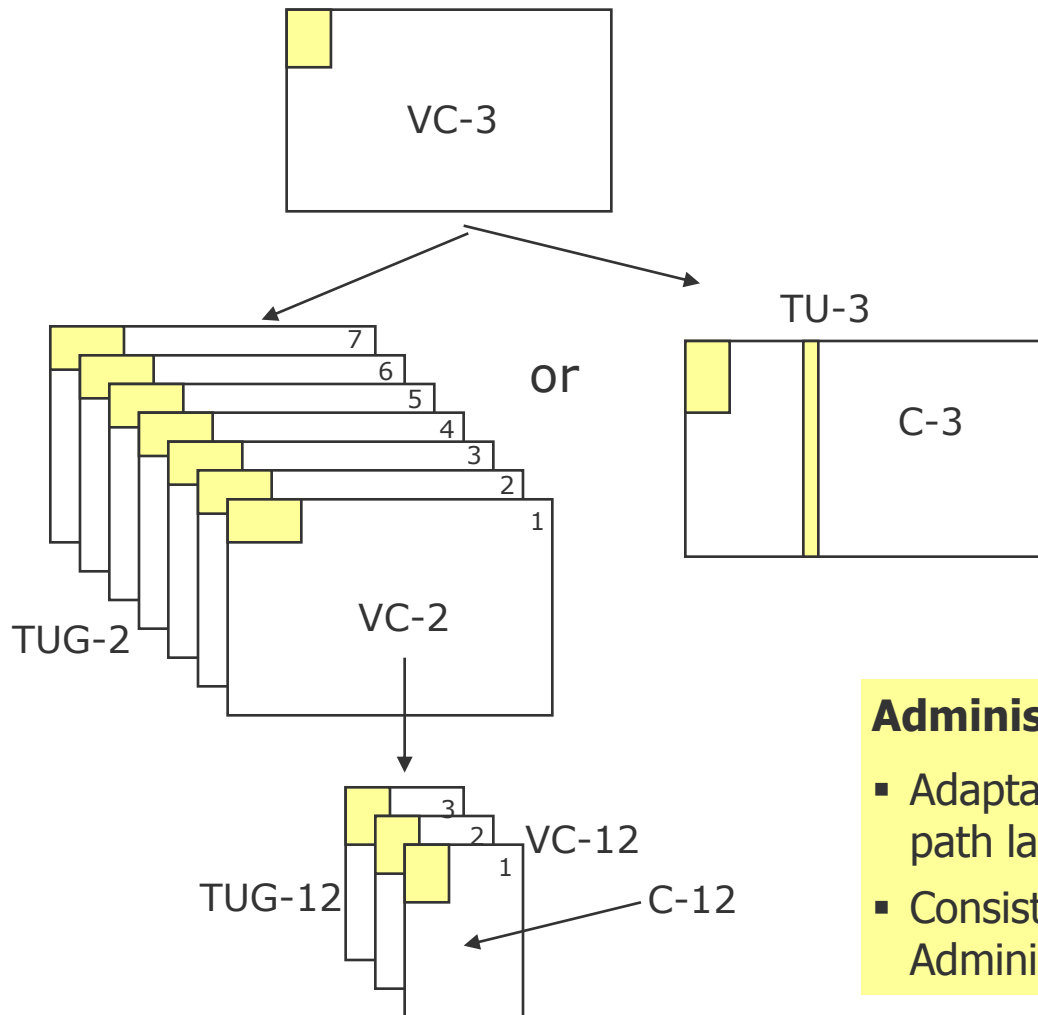 VC-3
TU-3
7
6
5
4
3
2
1
or
C-3
VC-2
TUG-2
3
2
1
VC-12
TUG-12
C-12
▪ Adapta
path la
▪ Consist
Admini